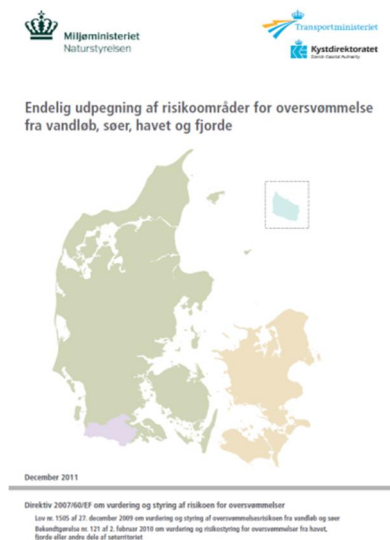 Miljøministeriet
Naturstyrelsen
Transportministeriet
Kystdirektoratet
Danish Coastal Authority
Endelig udpegning af risikoområder for oversvømmelse
fra vandløb, søer, havet og fjorde
December 2011
Direktiv 2007/60/EF om vurdering og styring af risikoen for oversvømmelser
Lov nr. 1505 af 27. december 2009 om vurdering og styring af oversvømmelsesrisikoen fra vandløb og søer
Bekendtgørelse nr. 121 af 2. februar 2010 om vurdering og risikostyring for oversvømmelser fra havet,
fjorde eller andre dele af søterritoriet